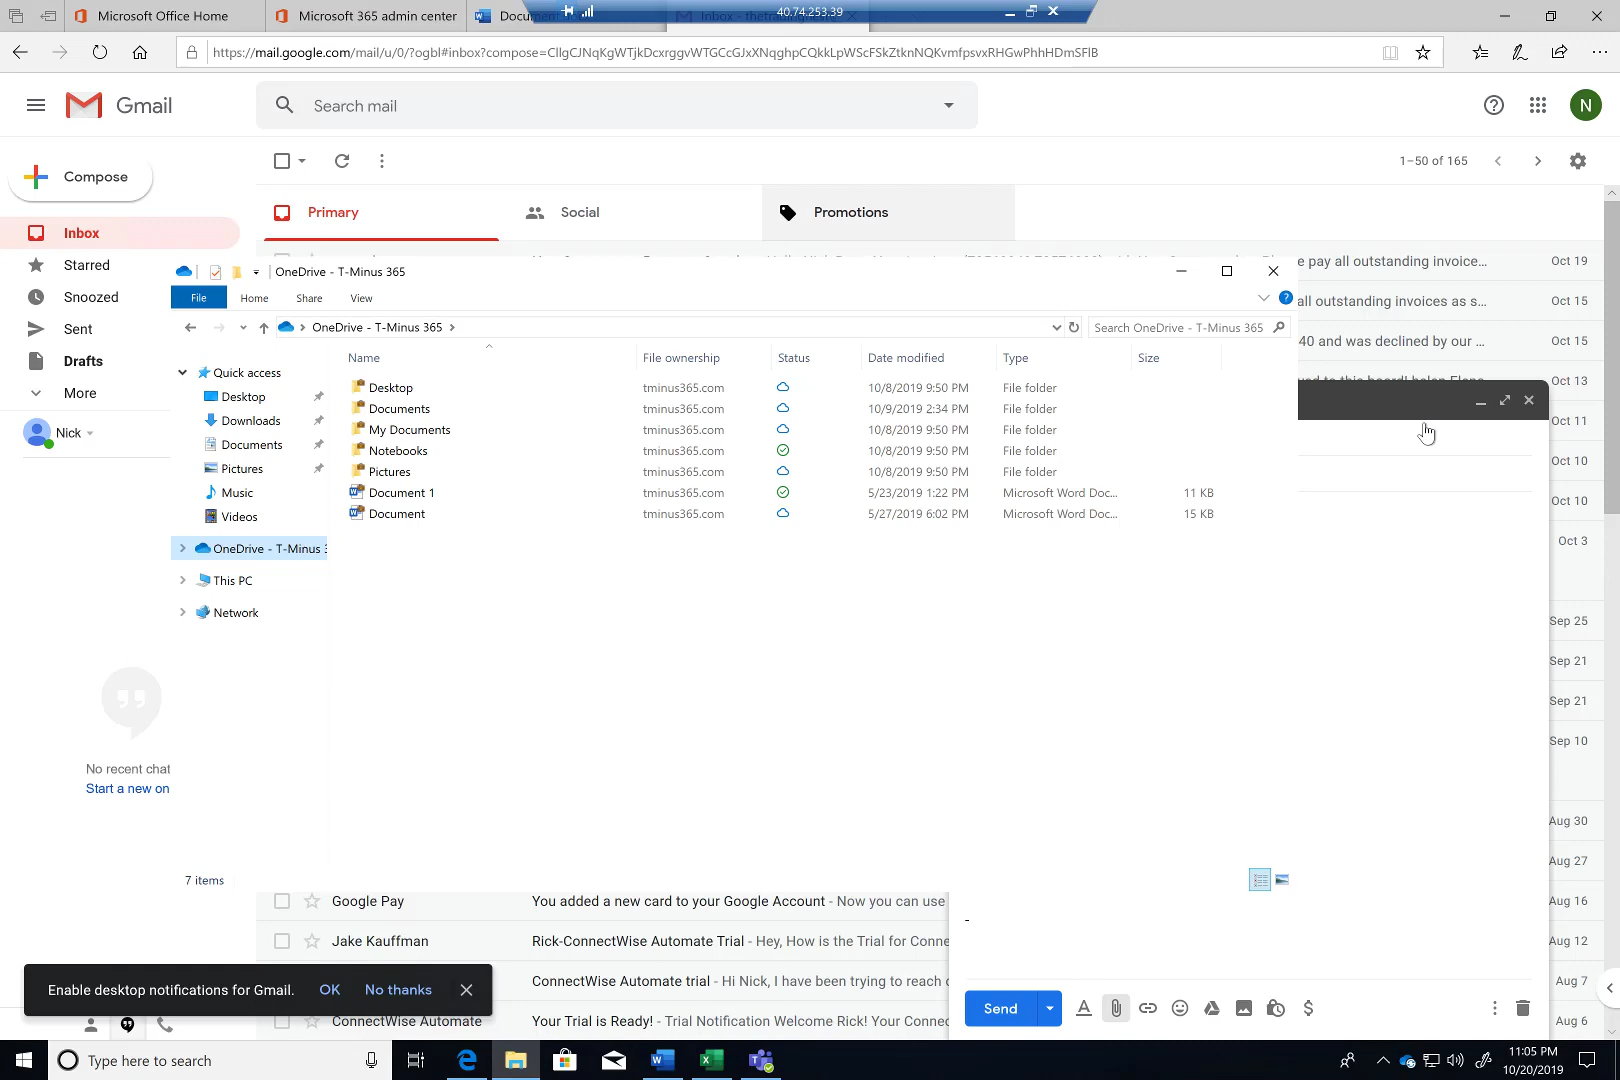 Microsoft Office Home
Microsoft 365 admin center
Document
Inbox - thetrainingnest
40.74.253.39
https://mail.google.com/mail/u/0/?ogbl#inbox?compose=CllgCJNqKgWTjkDcxrggvWTGCcGJxXNqghpCQkkLpWScFSkZtknNQKvmfpsvxRHGwPhhHDmSFlB
Gmail
Search mail
N
Compose
1–50 of 165
Primary
Social
Promotions
Inbox
Starred
Snoozed
Sent
Drafts
More
Nick
e pay all outstanding invoice... Oct 19
all outstanding invoices as s... Oct 15
40 and was declined by our ... Oct 15
Oct 13
Oct 11
Oct 10
Oct 10
Oct 3
Sep 25
Sep 21
Sep 21
Sep 10
Aug 30
Aug 27
OneDrive - T-Minus 365
File Home Share View
OneDrive - T-Minus 365
Search OneDrive - T-Minus 365
Name File ownership Status Date modified Type Size
Desktop tminus365.com 10/8/2019 9:50 PM File folder
Documents tminus365.com 10/9/2019 2:34 PM File folder
My Documents tminus365.com 10/8/2019 9:50 PM File folder
Notebooks tminus365.com 10/8/2019 9:50 PM File folder
Pictures tminus365.com 10/8/2019 9:50 PM File folder
Document 1 tminus365.com 5/23/2019 1:22 PM Microsoft Word Doc... 11 KB
Document tminus365.com 5/27/2019 6:02 PM Microsoft Word Doc... 15 KB
Quick access
Desktop
Downloads
Documents
Pictures
Music
Videos
OneDrive - T-Minus 3
This PC
Network
7 items
No recent chat
Start a new on
Google Pay You added a new card to your Google Account - Now you can use Aug 16
Jake Kauffman Rick-ConnectWise Automate Trial - Hey, How is the Trial for Conne Aug 12
ConnectWise Automate trial - Hi Nick, I have been trying to reach Aug 7
ConnectWise Automate Your Trial is Ready! - Trial Notification Welcome Rick! Your Conne Aug 6
Enable desktop notifications for Gmail. OK No thanks
Send
Type here to search
11:05 PM
10/20/2019